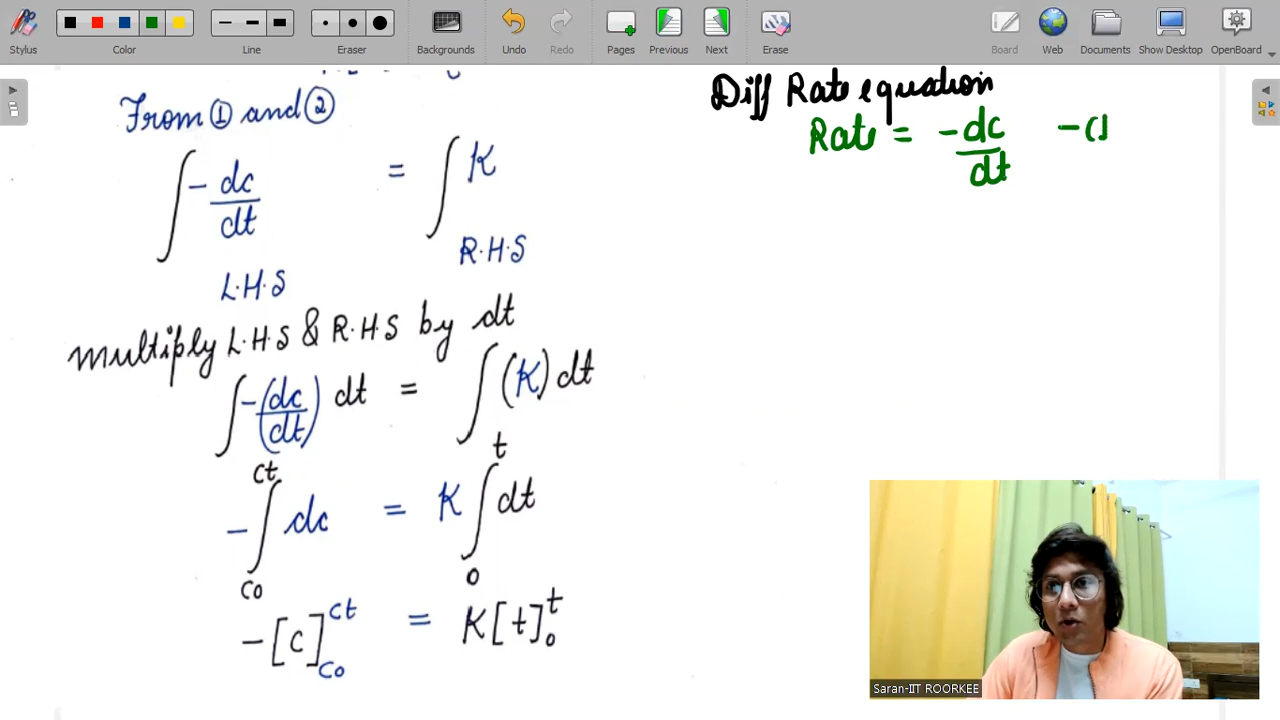 Stylus
Color
Line
Eraser
Backgrounds
Undo
Redo
Pages
Previous
Next
Erase
Board
Web
Documents
Show Desktop
OpenBoard
From ① and ②
∫ - dc/dt = ∫ K
L.H.S R.H.S
Multiply L.H.S & R.H.S by dt
∫ - (dc/dt) dt = ∫ (K) dt
Ct t
- ∫ dc = K ∫ dt
Co 0
- [c] Ct Co = K [t] t 0
Diff Rate equation
Rate = - dc/dt
Saran-IIT ROORKEE